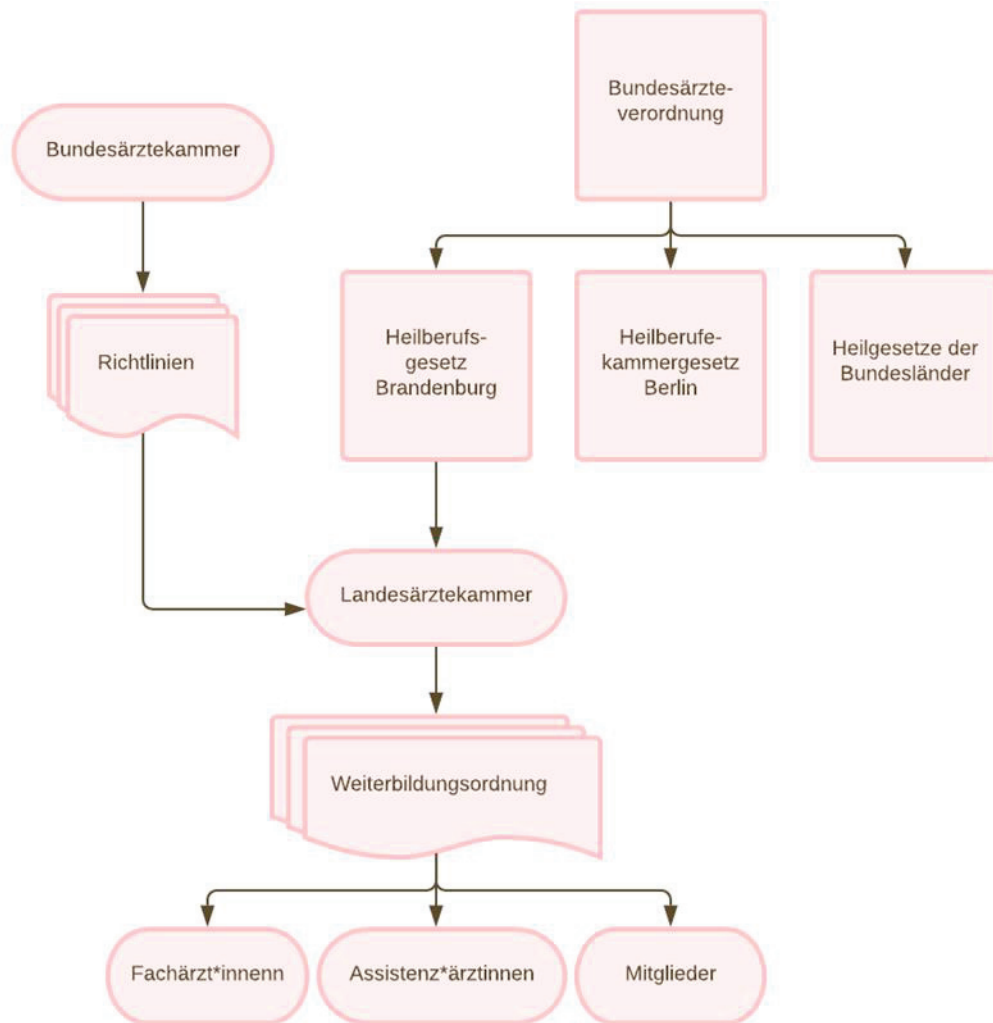 Bundesärzte-
verordnung
Bundesärztekammer
Richtlinien
Heilberufs-
gesetz
Brandenburg
Heilberufe-
kammergesetz
Berlin
Heilgesetze der
Bundesländer
Landesärztekammer
Weiterbildungsordnung
Fachärzt*innenn
Assistenz*ärztinnen
Mitglieder